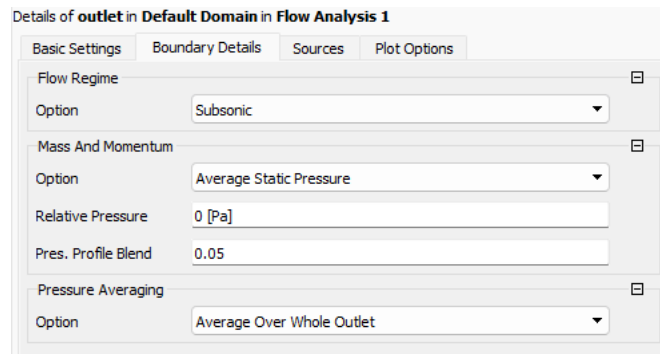 Details of outlet in Default Domain in Flow Analysis 1
Basic Settings Boundary Details Sources Plot Options
Flow Regime
Option Subsonic
Mass And Momentum
Option Average Static Pressure
Relative Pressure 0 [Pa]
Pres. Profile Blend 0.05
Pressure Averaging
Option Average Over Whole Outlet